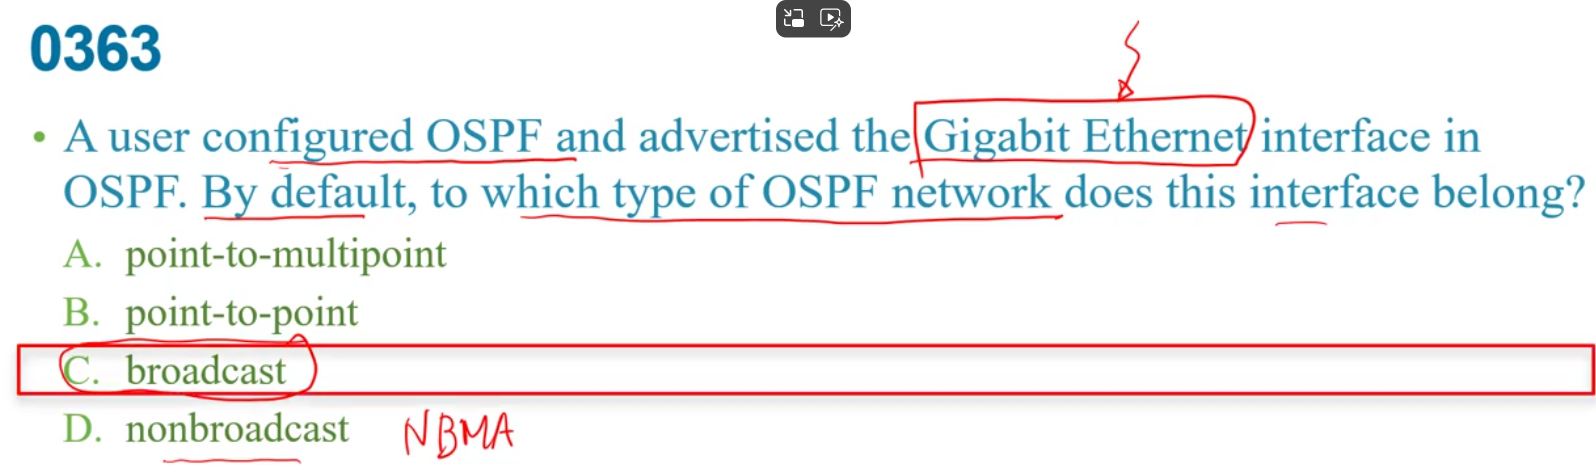 0363
• A user configured OSPF and advertised the Gigabit Ethernet interface in
OSPF. By default, to which type of OSPF network does this interface belong?
A. point-to-multipoint
B. point-to-point
C. broadcast
D. nonbroadcast NBMA